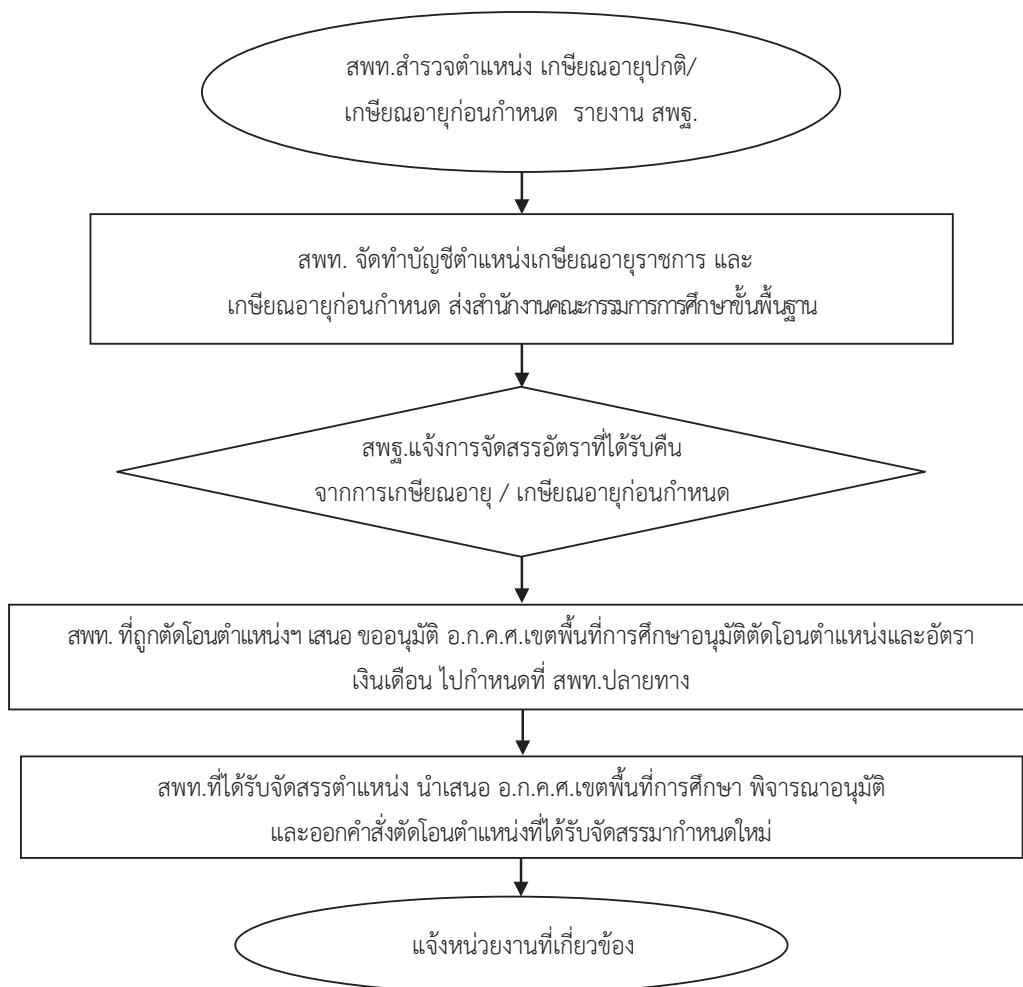 สพท.สำรวจตำแหน่ง เกษียณอายุปกติ/
เกษียณอายุก่อนกำหนด รายงาน สพฐ.
สพท. จัดทำบัญชีตำแหน่งเกษียณอายุราชการ และ
เกษียณอายุก่อนกำหนด ส่งสำนักงานคณะกรรมการการศึกษาขั้นพื้นฐาน
สพฐ.แจ้งการจัดสรรอัตราที่ได้รับคืน
จากการเกษียณอายุ / เกษียณอายุก่อนกำหนด
สพท. ที่ถูกตัดโอนตำแหน่งฯ เสนอ ขออนุมัติ อ.ก.ค.ศ.เขตพื้นที่การศึกษาอนุมัติตัดโอนตำแหน่งและอัตรา
เงินเดือน ไปกำหนดที่ สพท.ปลายทาง
สพท.ที่ได้รับจัดสรรตำแหน่ง นำเสนอ อ.ก.ค.ศ.เขตพื้นที่การศึกษา พิจารณาอนุมัติ
และออกคำสั่งตัดโอนตำแหน่งที่ได้รับจัดสรรมากำหนดใหม่
แจ้งหน่วยงานที่เกี่ยวข้อง